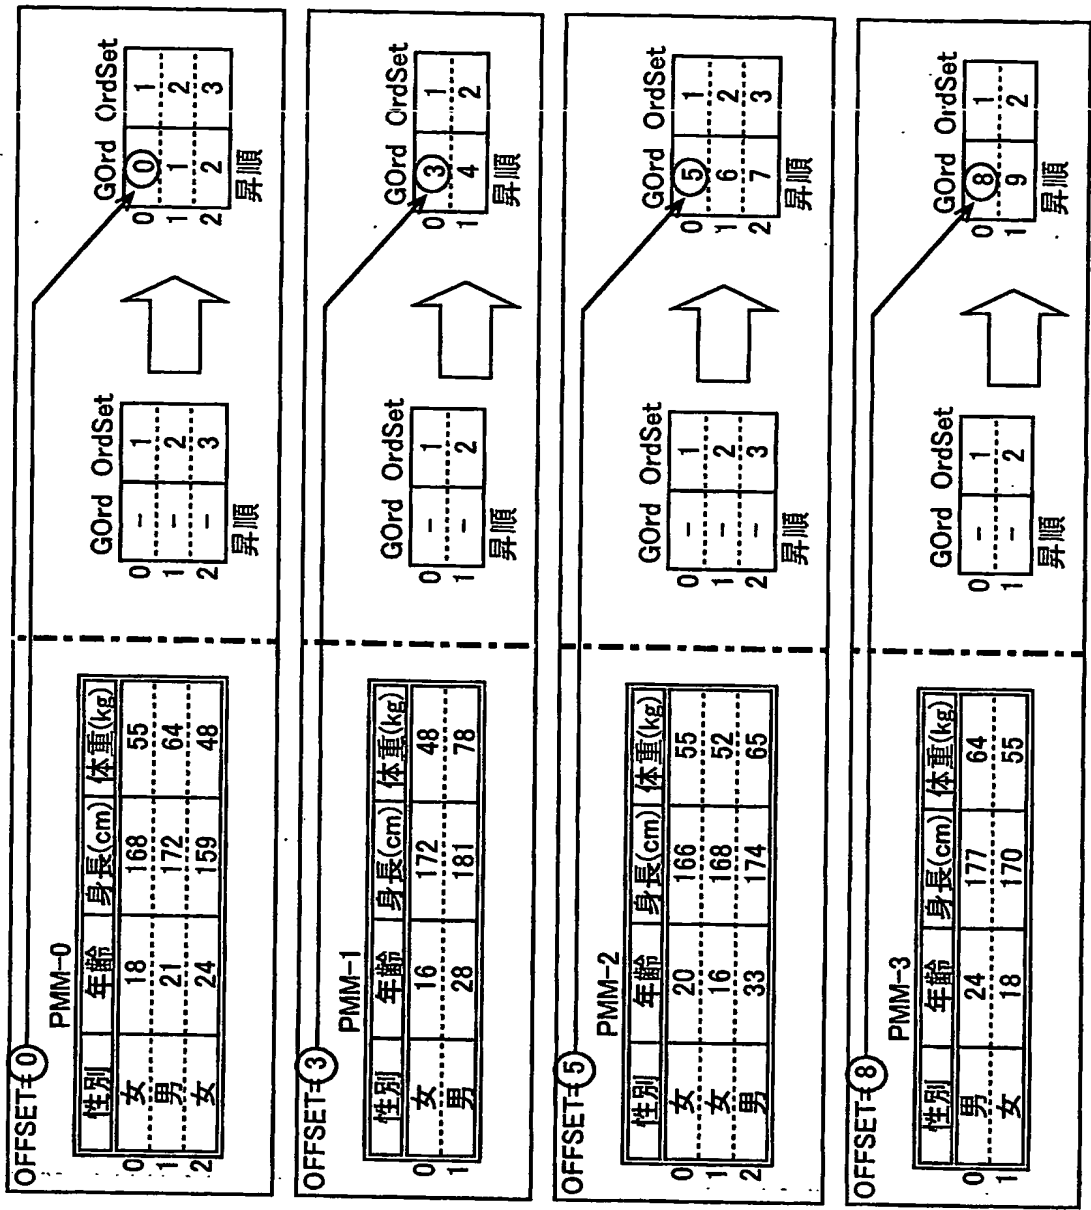 OFFSET=0
PMM-0
性別 年齢 身長(cm) 体重(kg)
0 女 18 168 55
1 男 21 172 64
2 女 24 159 48
GOrd OrdSet
0 - 1
1 - 2
2 - 3
昇順
GOrd OrdSet
0 0 1
1 1 2
2 2 3
昇順
OFFSET=3
PMM-1
性別 年齢 身長(cm) 体重(kg)
0 女 16 172 48
1 男 28 181 78
GOrd OrdSet
0 - 1
1 - 2
昇順
GOrd OrdSet
0 3 1
1 4 2
昇順
OFFSET=5
PMM-2
性別 年齢 身長(cm) 体重(kg)
0 女 20 166 55
1 女 16 168 52
2 男 33 174 65
GOrd OrdSet
0 - 1
1 - 2
2 - 3
昇順
GOrd OrdSet
0 5 1
1 6 2
2 7 3
昇順
OFFSET=8
PMM-3
性別 年齢 身長(cm) 体重(kg)
0 男 24 177 64
1 女 18 170 55
GOrd OrdSet
0 - 1
1 - 2
昇順
GOrd OrdSet
0 8 1
1 9 2
昇順